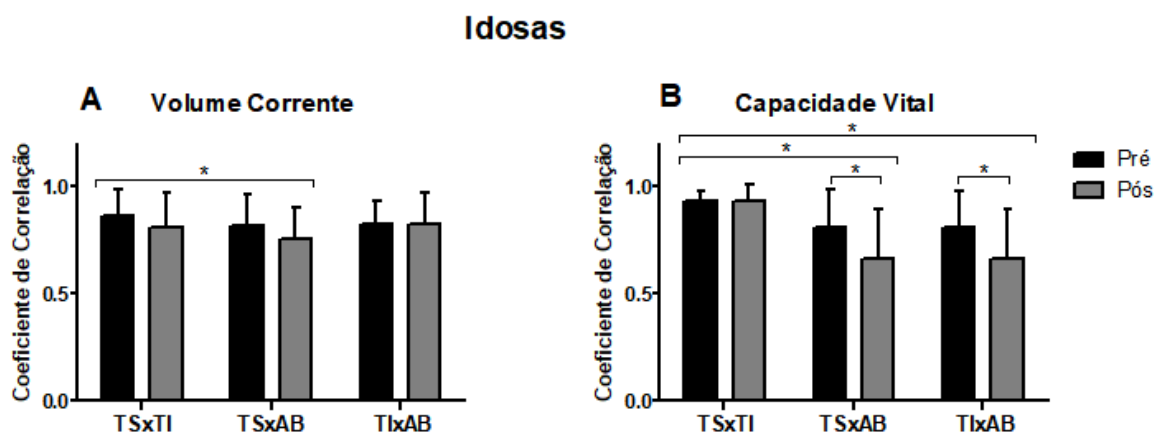 Idosas
A
Volume Corrente
*
Coeficiente de Correlação
1.0
0.5
0.0
TSxTI
TSxAB
TIxAB
B
Capacidade Vital
*
*
*
*
Coeficiente de Correlação
1.0
0.5
0.0
TSxTI
TSxAB
TIxAB
Pré
Pós